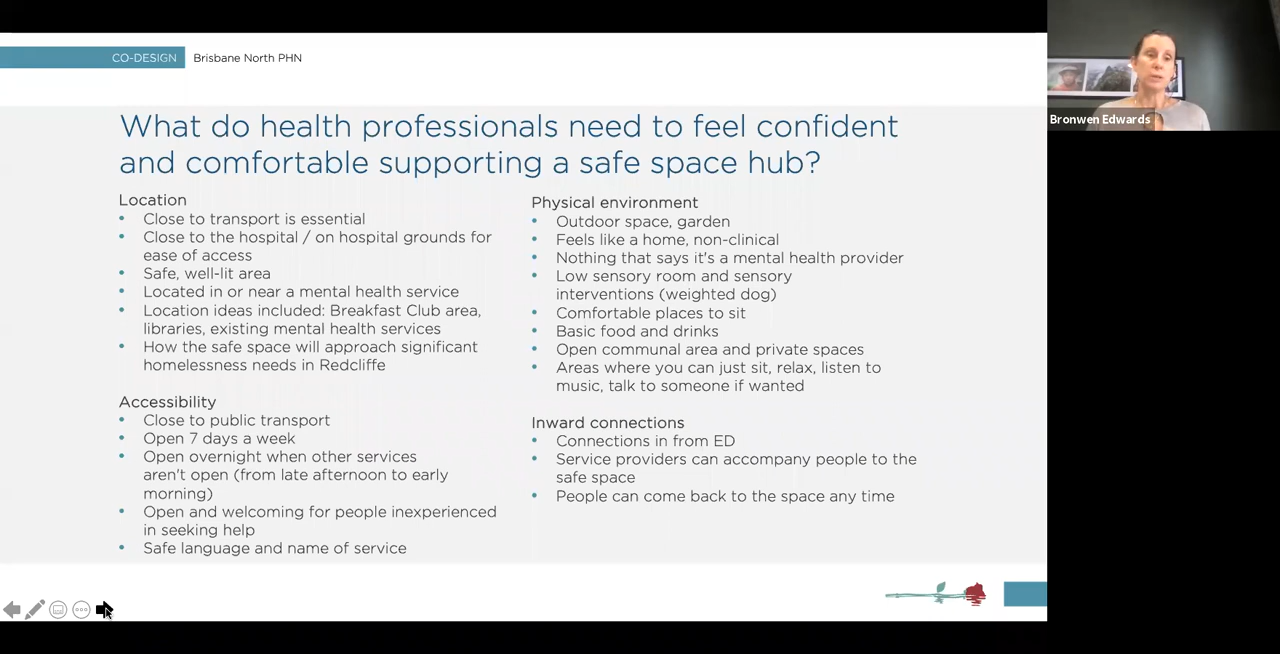 CO-DESIGN
Brisbane North PHN
What do health professionals need to feel confident
and comfortable supporting a safe space hub?
Location
• Close to transport is essential
• Close to the hospital / on hospital grounds for
ease of access
• Safe, well-lit area
• Located in or near a mental health service
• Location ideas included: Breakfast Club area,
libraries, existing mental health services
• How the safe space will approach significant
homelessness needs in Redcliffe
Accessibility
• Close to public transport
• Open 7 days a week
• Open overnight when other services
aren't open (from late afternoon to early
morning)
• Open and welcoming for people inexperienced
in seeking help
• Safe language and name of service
Physical environment
• Outdoor space, garden
• Feels like a home, non-clinical
• Nothing that says it's a mental health provider
• Low sensory room and sensory
interventions (weighted dog)
• Comfortable places to sit
• Basic food and drinks
• Open communal area and private spaces
• Areas where you can just sit, relax, listen to
music, talk to someone if wanted
Inward connections
• Connections in from ED
• Service providers can accompany people to the
safe space
• People can come back to the space any time
Bronwen Edwards